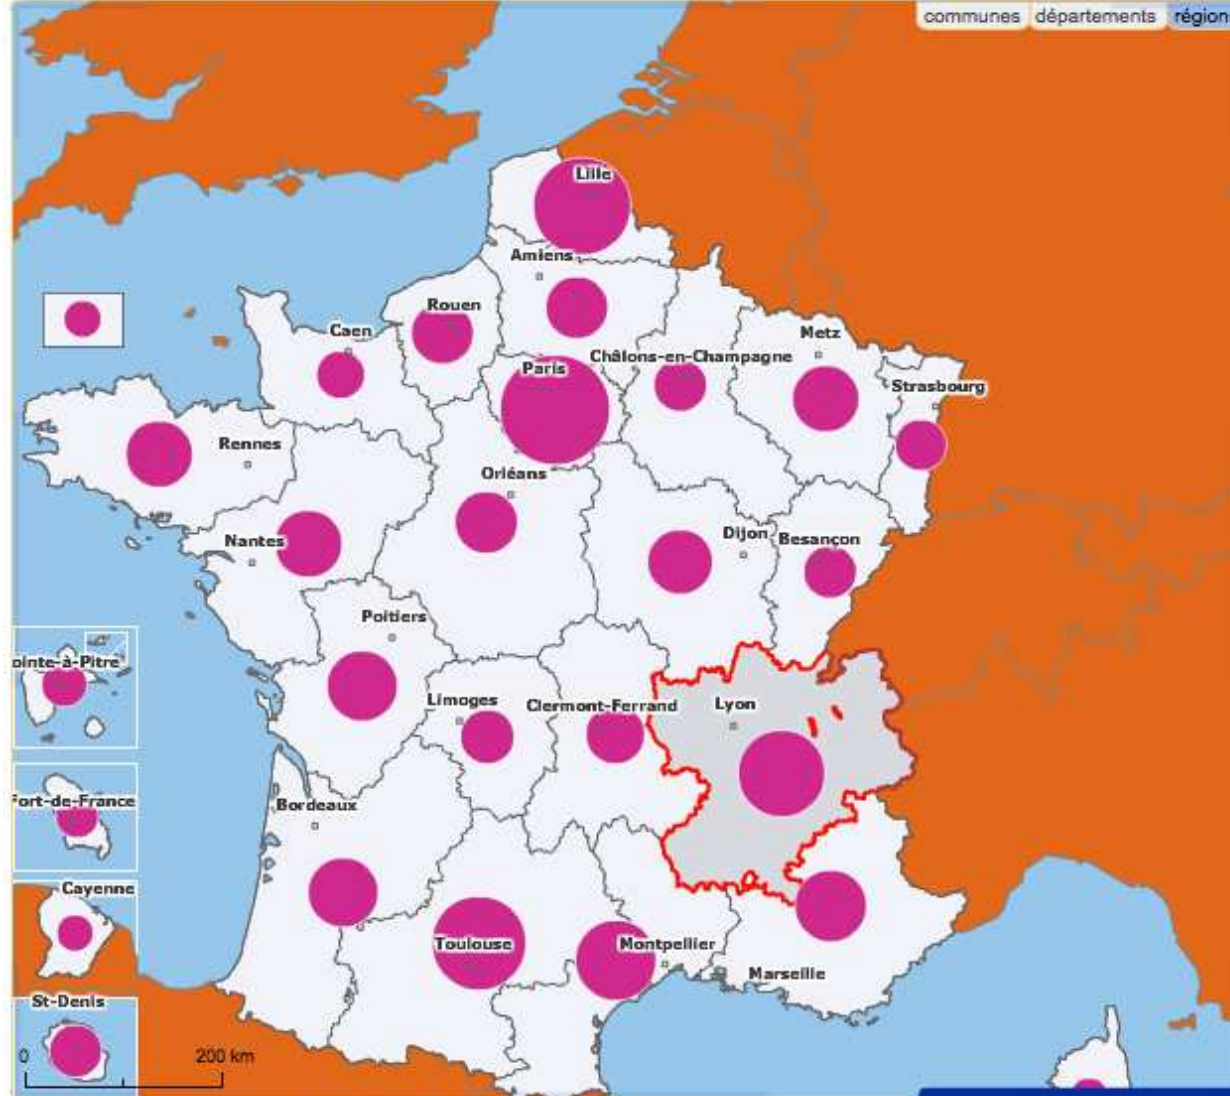 communes départements région
Lille
Amiens
Rouen
Caen
Metz
Paris
Châlons-en-Champagne
Strasbourg
Rennes
Orléans
Nantes
Dijon
Besançon
Poitiers
ointe-à-Pitre
Limoges
Clermont-Ferrand
Lyon
Fort-de-France
Bordeaux
Cayenne
Toulouse
Montpellier
Marseille
St-Denis
0 200 km